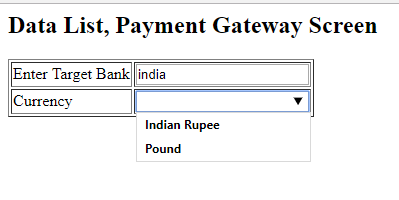 Data List, Payment Gateway Screen
Enter Target Bank india
Currency
Indian Rupee
Pound